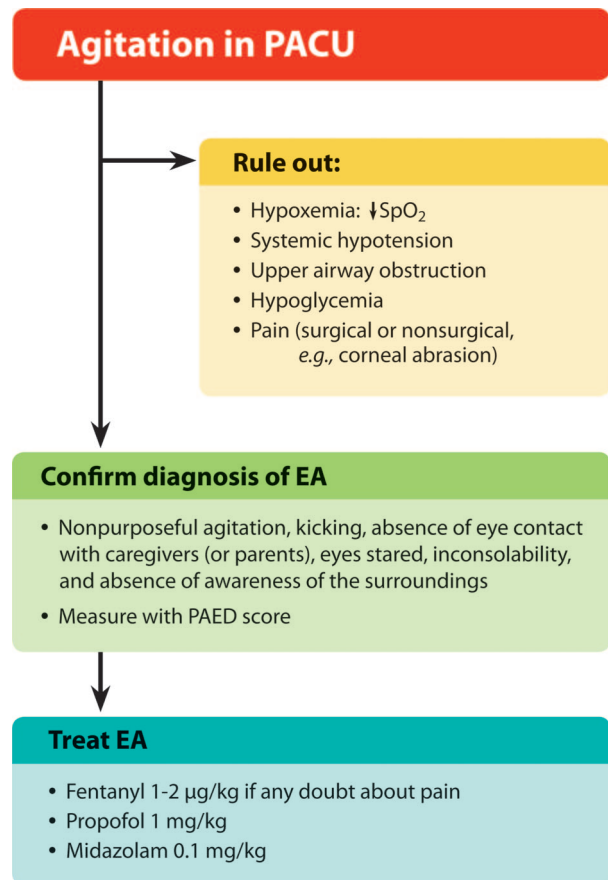 Agitation in PACU
Rule out:
• Hypoxemia: ↓SpO₂
• Systemic hypotension
• Upper airway obstruction
• Hypoglycemia
• Pain (surgical or nonsurgical,
e.g., corneal abrasion)
Confirm diagnosis of EA
• Nonpurposeful agitation, kicking, absence of eye contact
with caregivers (or parents), eyes stared, inconsolability,
and absence of awareness of the surroundings
• Measure with PAED score
Treat EA
• Fentanyl 1-2 µg/kg if any doubt about pain
• Propofol 1 mg/kg
• Midazolam 0.1 mg/kg